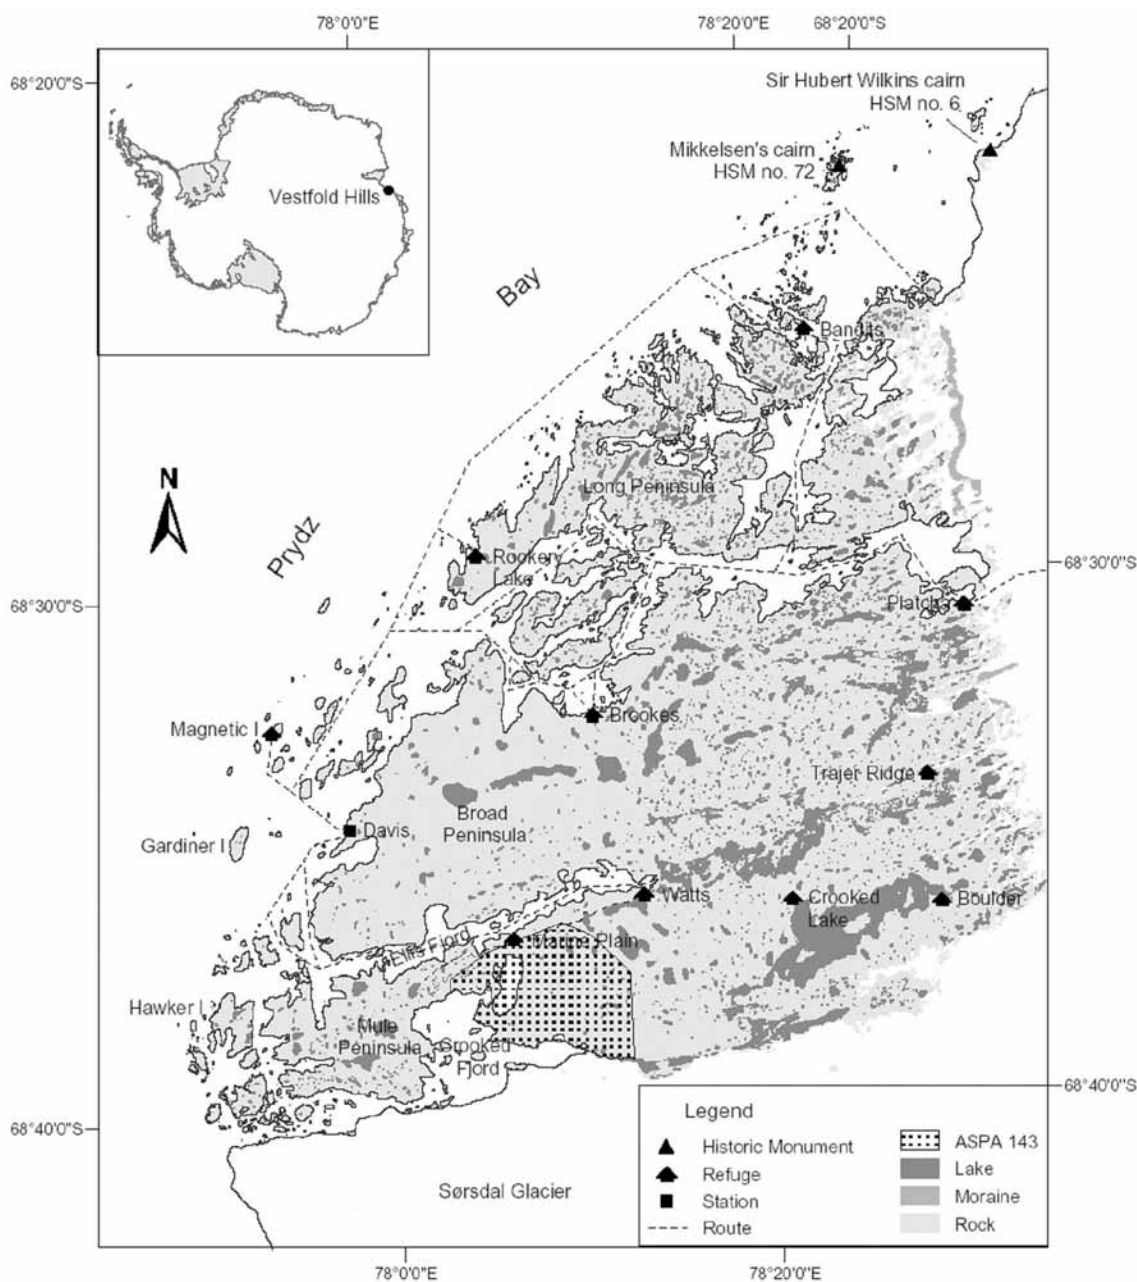 78°0'0"E
78°20'0"E
68°20'0"S
68°20'0"S
Sir Hubert Wilkins cairn
HSM no. 6
Mikkelsen's cairn
HSM no. 72
Vestfold Hills
Bay
Bandits
N
Long Peninsula
Prydz
Rookery
Lake
68°30'0"S
68°30'0"S
Platcha
Magnetic I
Brookes
Trajer Ridge
Broad
Peninsula
Davis
Gardiner I
Watts
Crooked
Lake
Boulder
Ellis Fjord
Marine Plain
Hawker I
Mule
Peninsula
Crooked
Fjord
68°40'0"S
68°40'0"S
Sørsdal Glacier
Legend
Historic Monument
Refuge
Station
Route
ASPA 143
Lake
Moraine
Rock
78°0'0"E
78°20'0"E